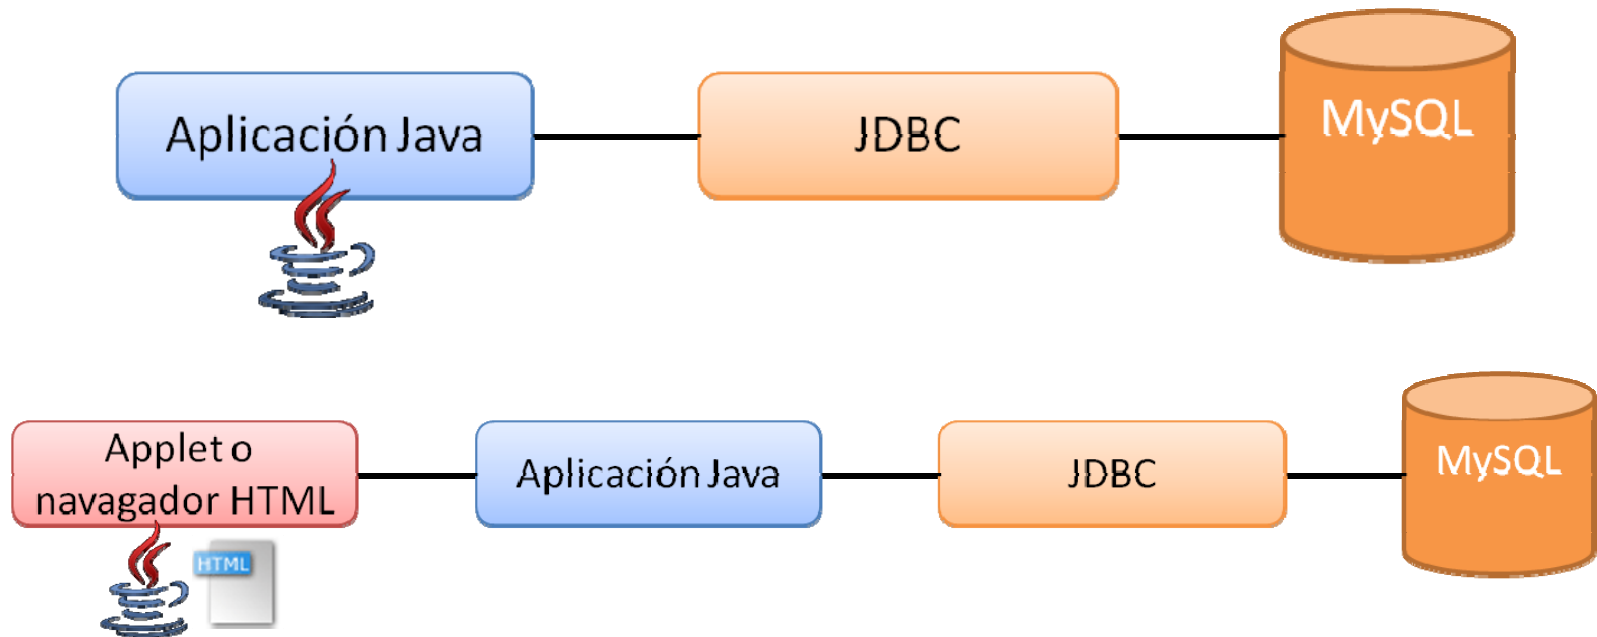 Aplicación Java
JDBC
MySQL
Applet o
navagador HTML
Aplicación Java
JDBC
MySQL
HTML